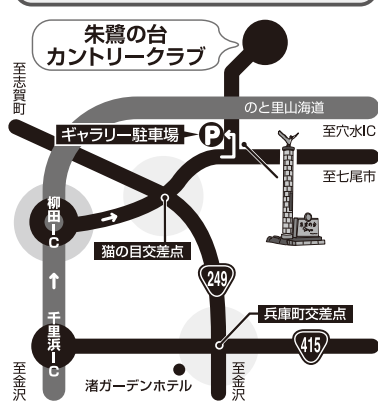 朱鷺の台
カントリークラブ
至志賀町
のと里山海道
ギャラリー駐車場
P
至穴水IC
至七尾市
柳田IC
猫の目交差点
249
兵庫町交差点
千里浜IC
415
至金沢
渚ガーデンホテル
至金沢